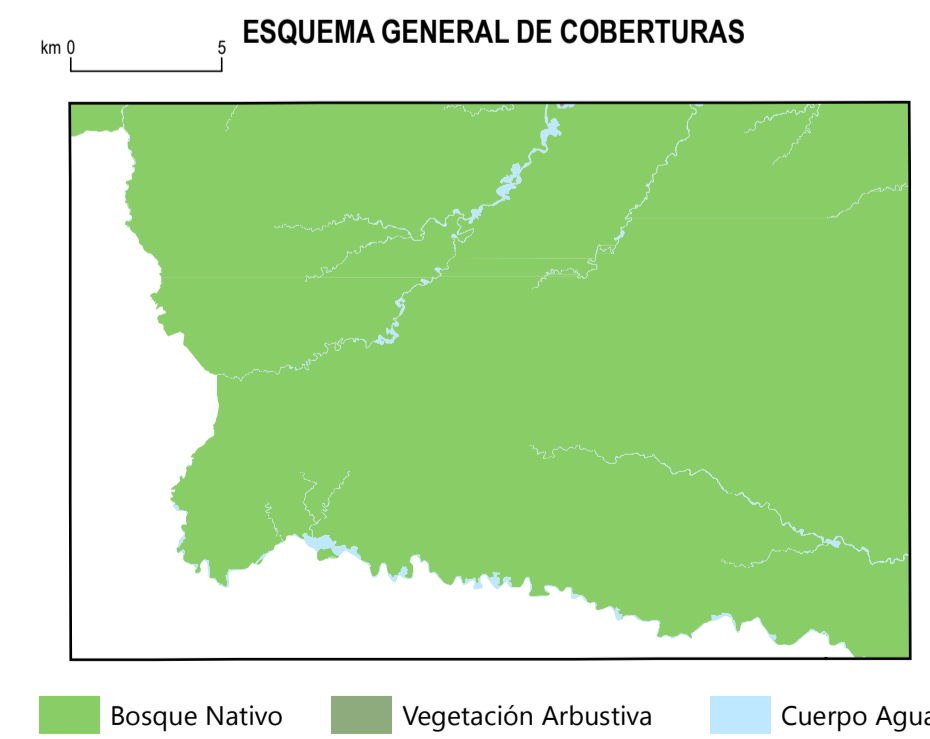 ESQUEMA GENERAL DE COBERTURAS
km 0 5
Bosque Nativo Vegetación Arbustiva Cuerpo Agua